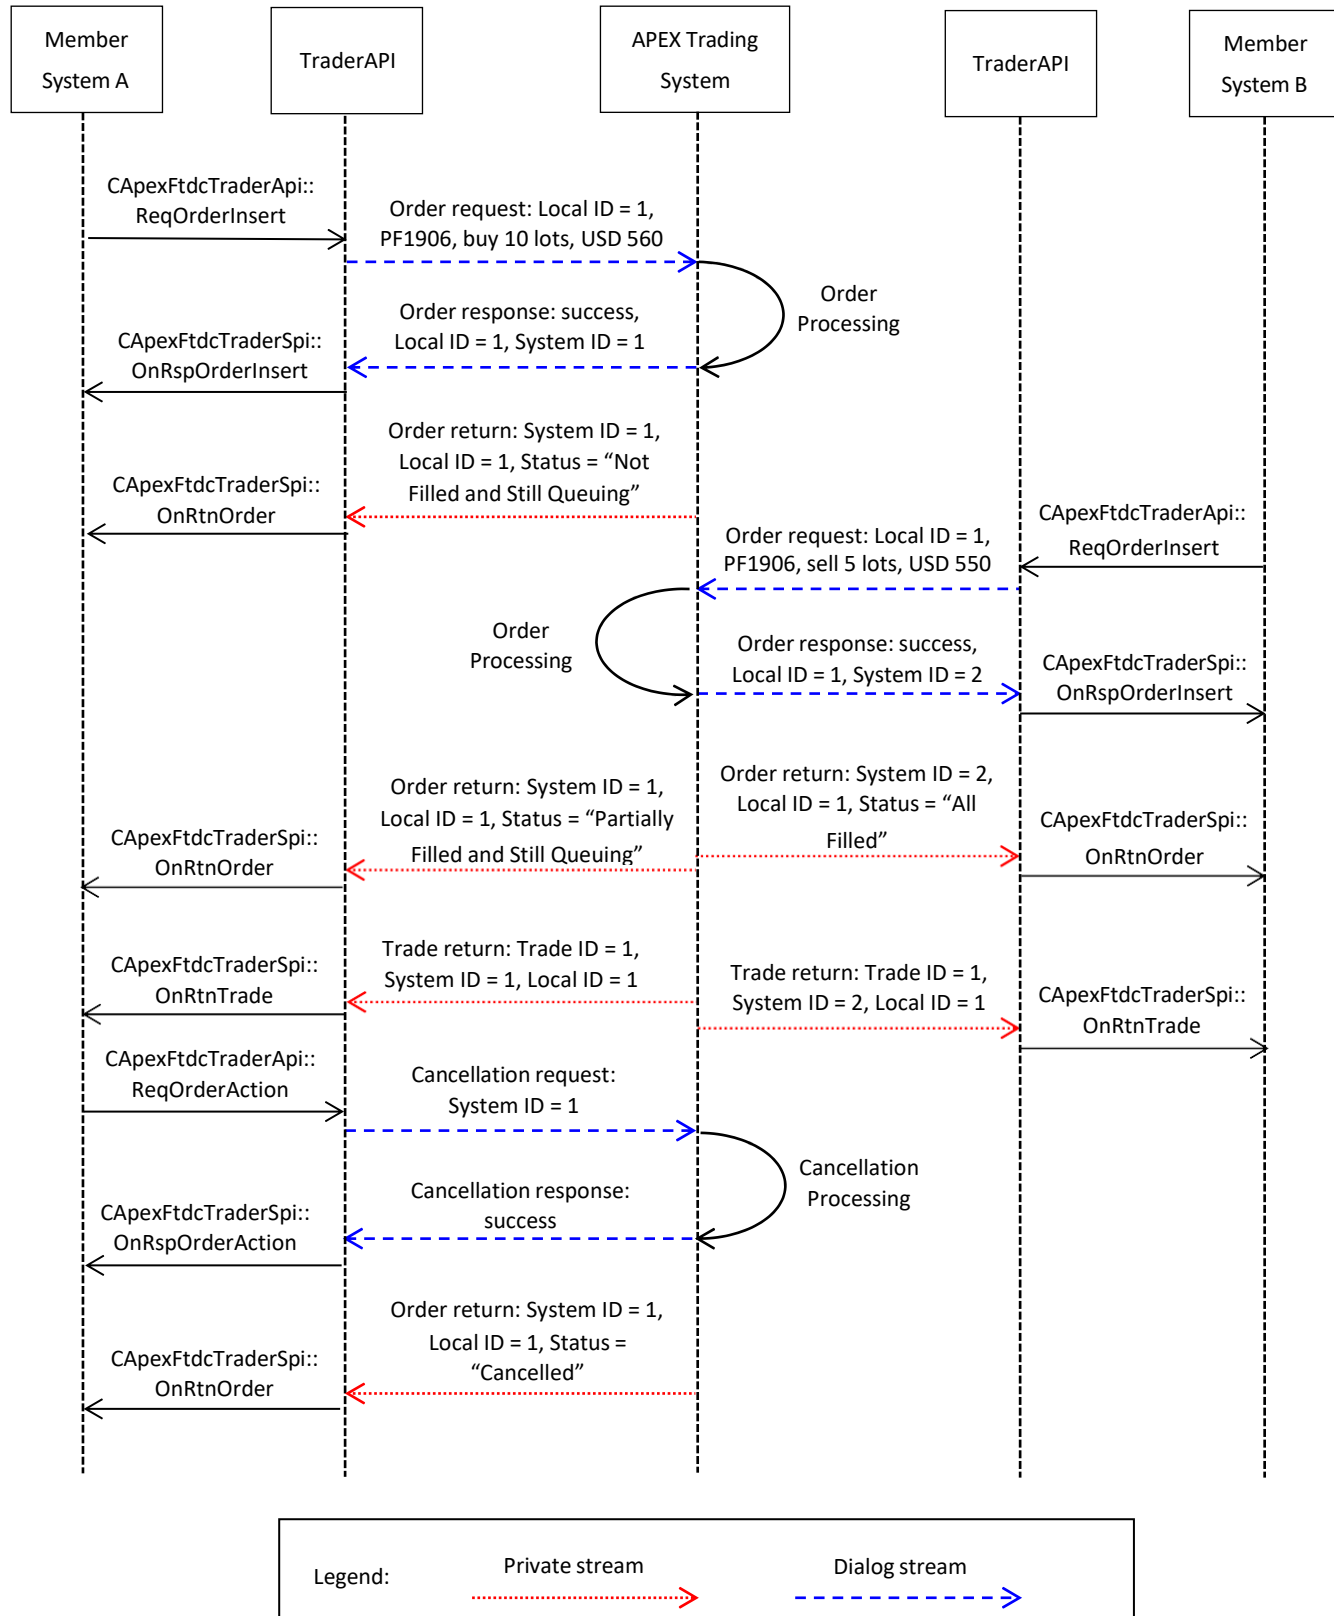 Member
System A
TraderAPI
APEX Trading
System
TraderAPI
Member
System B
CApexFtdcTraderApi::
ReqOrderInsert
Order request: Local ID = 1,
PF1906, buy 10 lots, USD 560
Order
Processing
Order response: success,
Local ID = 1, System ID = 1
CApexFtdcTraderSpi::
OnRspOrderInsert
Order return: System ID = 1,
Local ID = 1, Status = “Not
Filled and Still Queuing”
CApexFtdcTraderSpi::
OnRtnOrder
CApexFtdcTraderApi::
ReqOrderInsert
Order request: Local ID = 1,
PF1906, sell 5 lots, USD 550
Order
Processing
Order response: success,
Local ID = 1, System ID = 2
CApexFtdcTraderSpi::
OnRspOrderInsert
Order return: System ID = 1,
Local ID = 1, Status = “Partially
Filled and Still Queuing”
Order return: System ID = 2,
Local ID = 1, Status = “All
Filled”
CApexFtdcTraderSpi::
OnRtnOrder
CApexFtdcTraderSpi::
OnRtnOrder
Trade return: Trade ID = 1,
System ID = 1, Local ID = 1
CApexFtdcTraderSpi::
OnRtnTrade
Trade return: Trade ID = 1,
System ID = 2, Local ID = 1
CApexFtdcTraderSpi::
OnRtnTrade
CApexFtdcTraderApi::
ReqOrderAction
Cancellation request:
System ID = 1
Cancellation
Processing
Cancellation response:
success
CApexFtdcTraderSpi::
OnRspOrderAction
Order return: System ID = 1,
Local ID = 1, Status =
“Cancelled”
CApexFtdcTraderSpi::
OnRtnOrder
Legend:
Private stream
Dialog stream